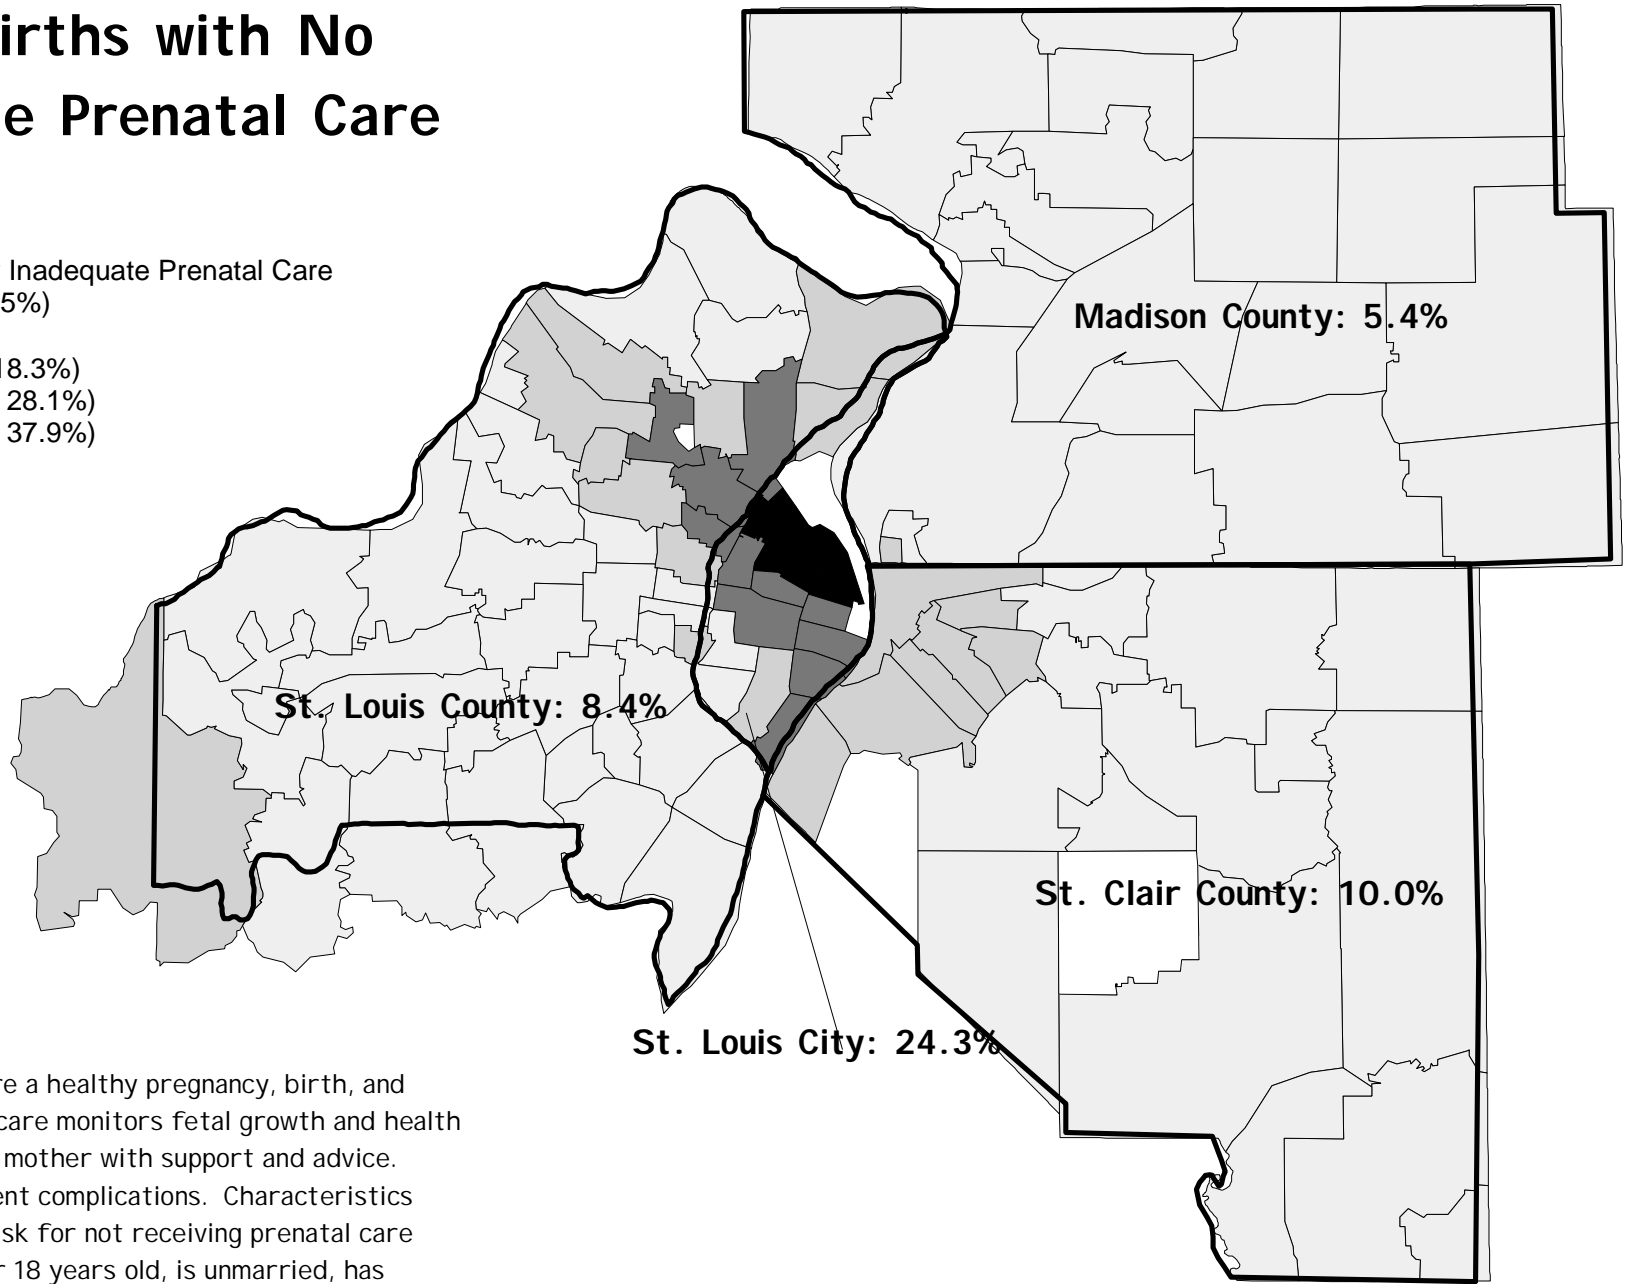 irths with No
e Prenatal Care
Inadequate Prenatal Care
5%)
8.3%)
28.1%)
37.9%)
Madison County: 5.4%
St. Louis County: 8.4%
St. Clair County: 10.0%
St. Louis City: 24.3%
re a healthy pregnancy, birth, and
care monitors fetal growth and health
mother with support and advice.
ent complications. Characteristics
sk for not receiving prenatal care
r 18 years old, is unmarried, has